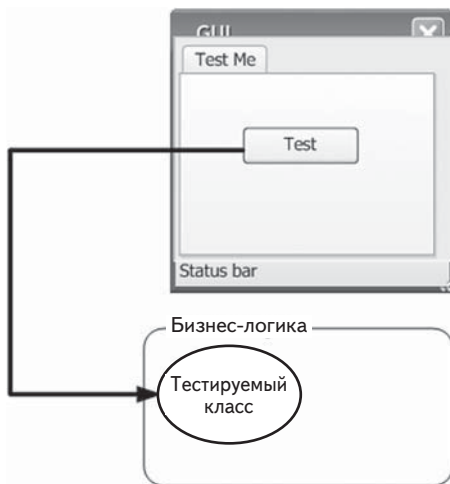 GUI
Test Me
Test
Status bar
Бизнес-логика
Тестируемый
класс